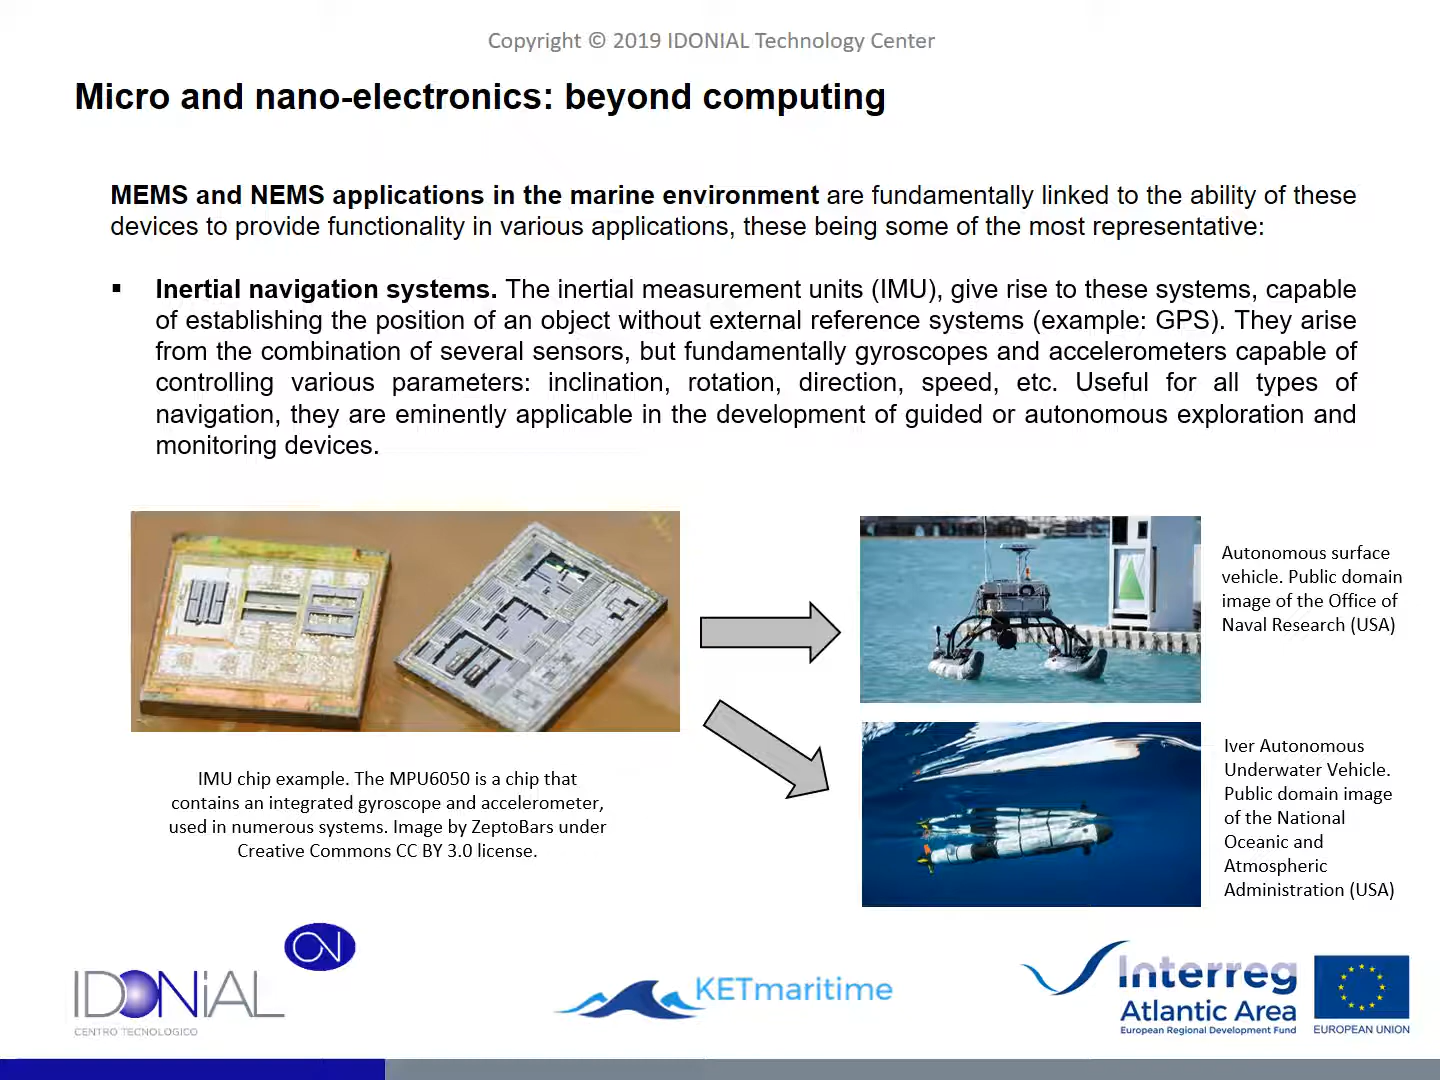 Copyright © 2019 IDONIAL Technology Center
Micro and nano-electronics: beyond computing
MEMS and NEMS applications in the marine environment are fundamentally linked to the ability of these
devices to provide functionality in various applications, these being some of the most representative:
▪ Inertial navigation systems. The inertial measurement units (IMU), give rise to these systems, capable
of establishing the position of an object without external reference systems (example: GPS). They arise
from the combination of several sensors, but fundamentally gyroscopes and accelerometers capable of
controlling various parameters: inclination, rotation, direction, speed, etc. Useful for all types of
navigation, they are eminently applicable in the development of guided or autonomous exploration and
monitoring devices.
Autonomous surface
vehicle. Public domain
image of the Office of
Naval Research (USA)
IMU chip example. The MPU6050 is a chip that
contains an integrated gyroscope and accelerometer,
used in numerous systems. Image by ZeptoBars under
Creative Commons CC BY 3.0 license.
Iver Autonomous
Underwater Vehicle.
Public domain image
of the National
Oceanic and
Atmospheric
Administration (USA)
IDONiAL
CENTRO TECNOLOGICO
KETmaritime
Interreg
Atlantic Area
European Regional Development Fund
EUROPEAN UNION